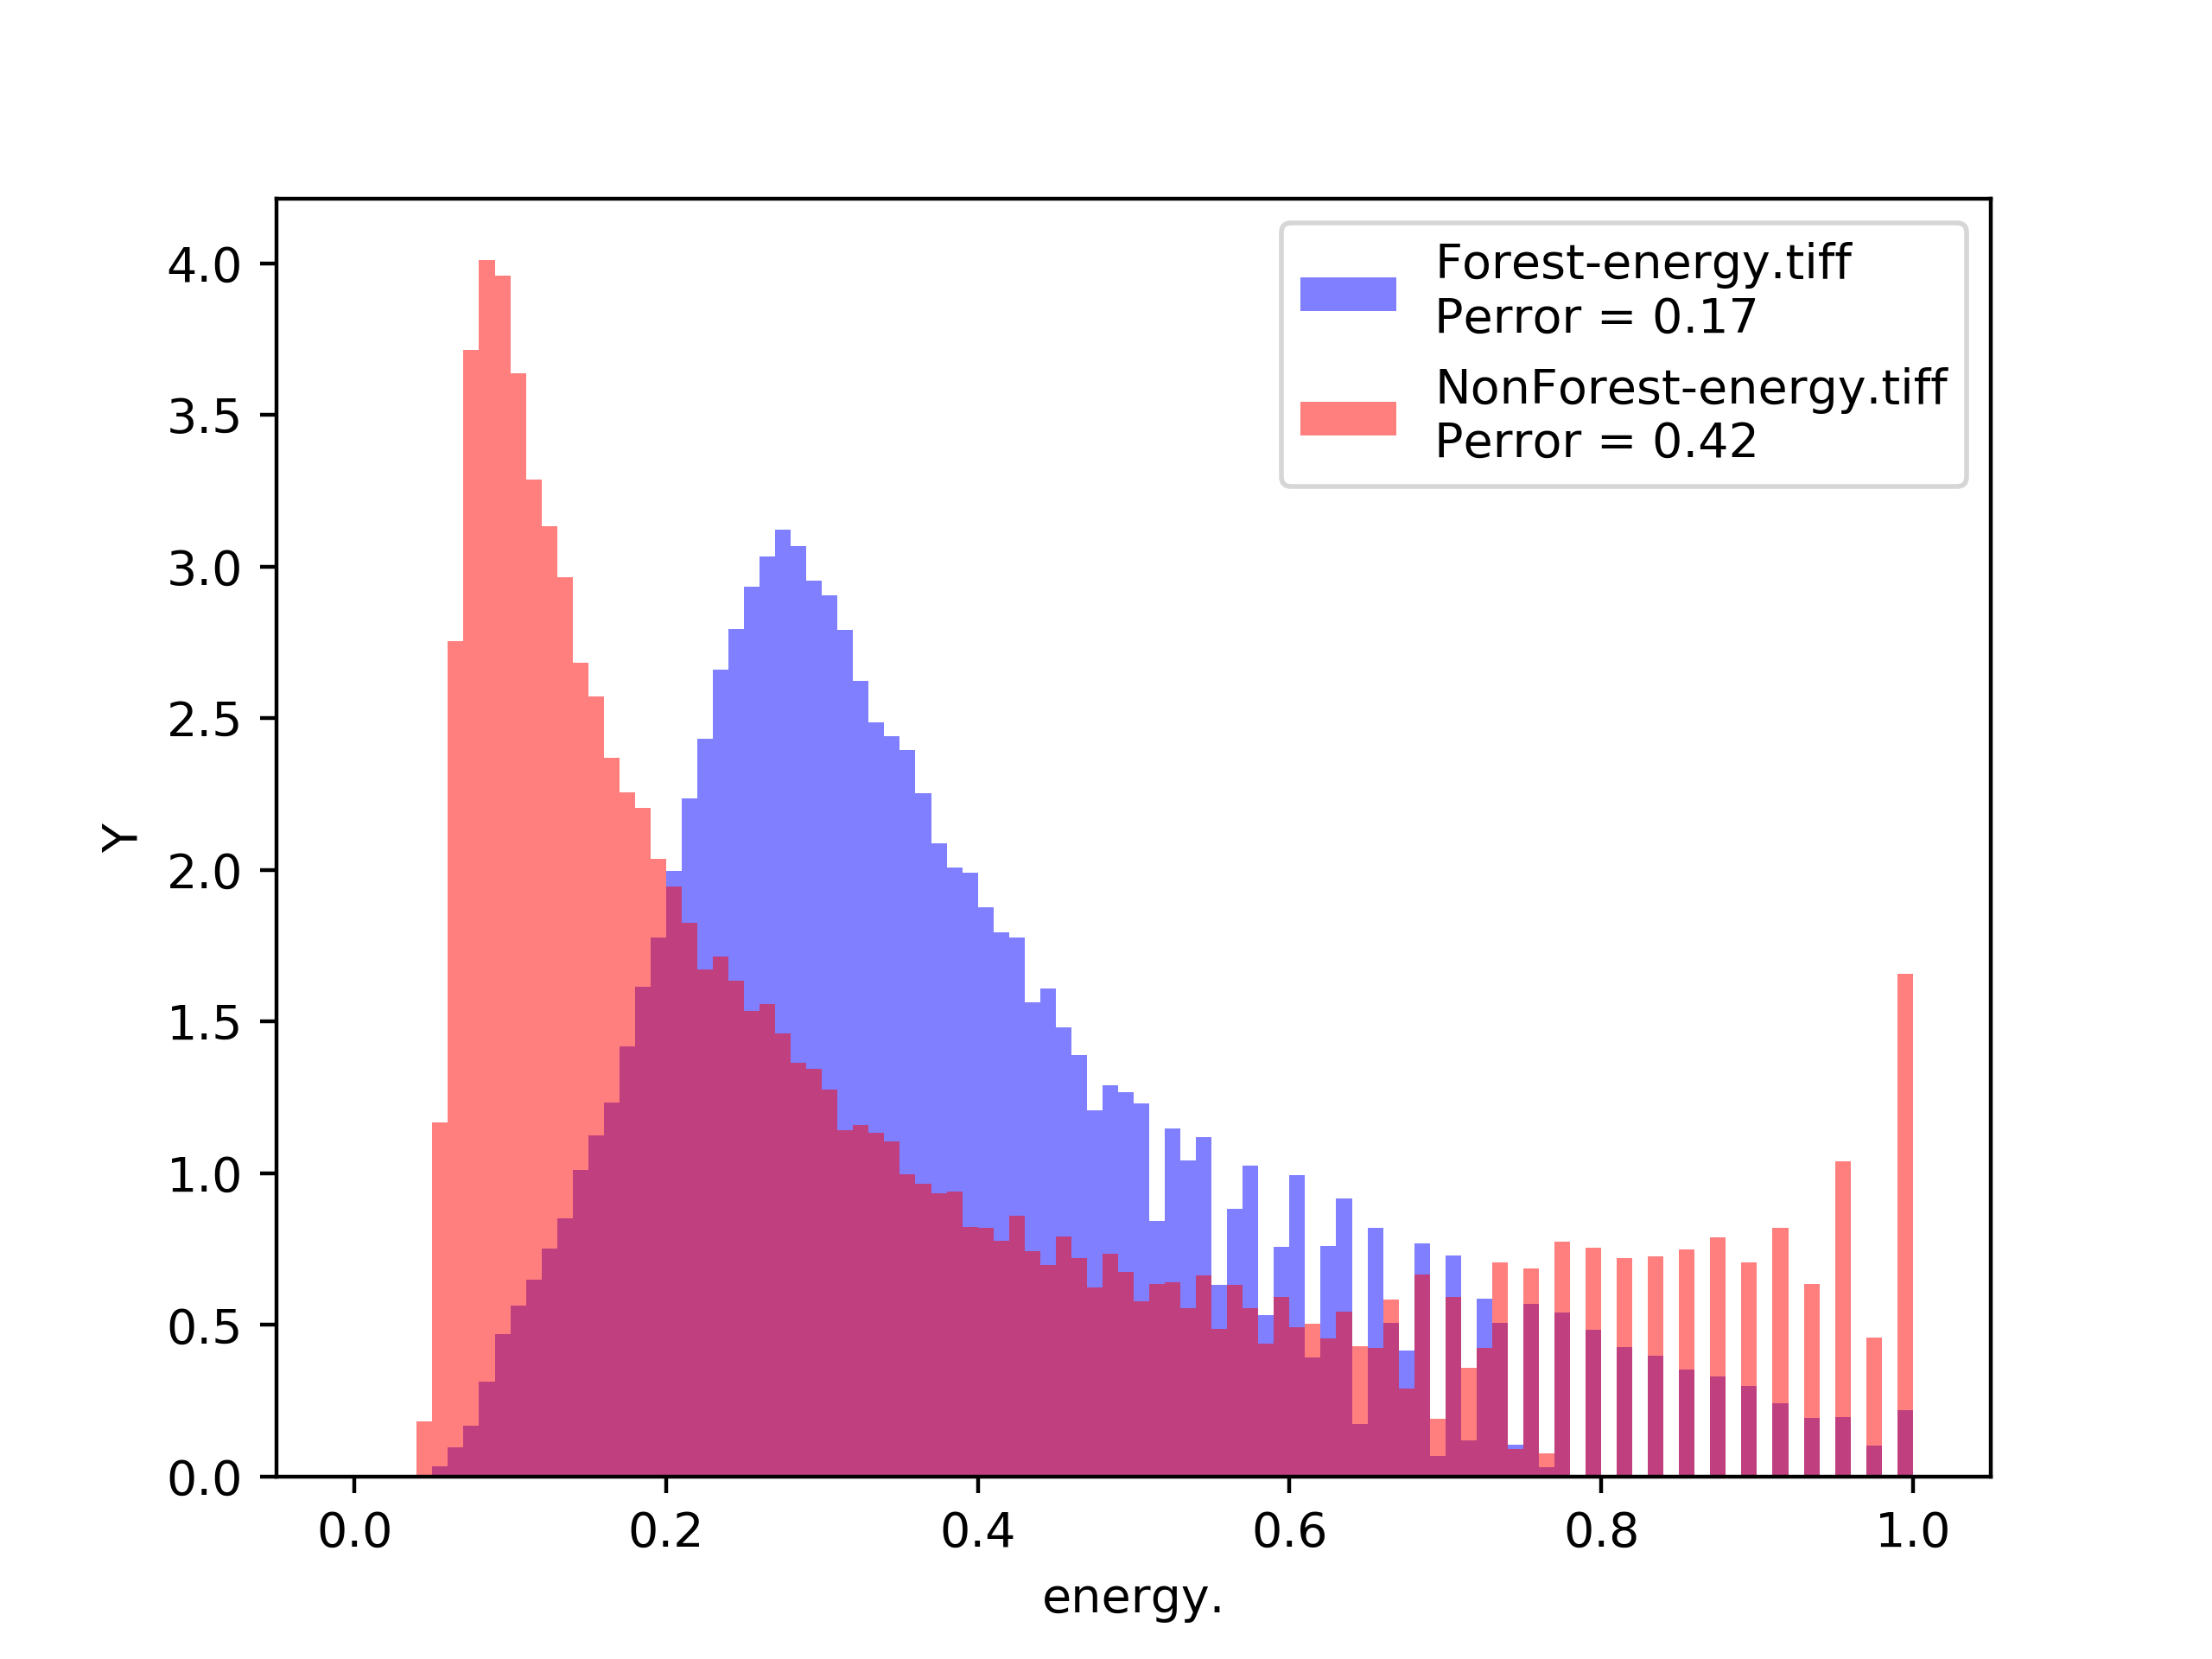 Forest-energy.tiff
Perror = 0.17
NonForest-energy.tiff
Perror = 0.42
4.0
3.5
3.0
2.5
2.0
1.5
1.0
0.5
0.0
Y
0.0 0.2 0.4 0.6 0.8 1.0
energy.